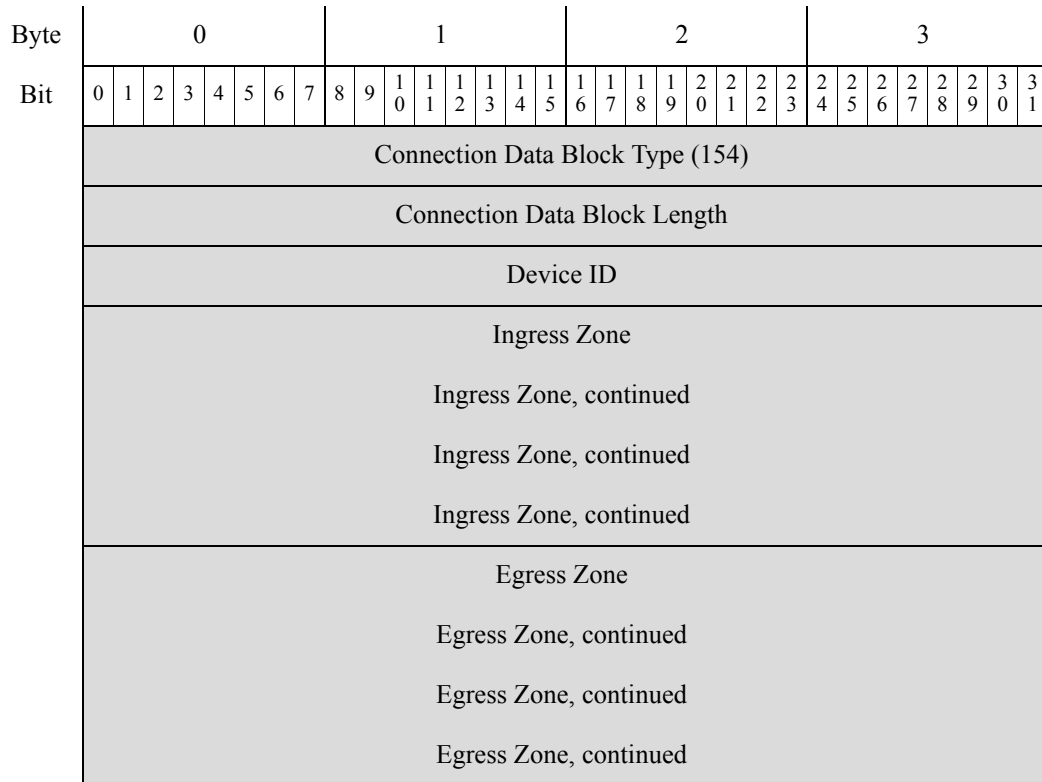 Byte 0 1 2 3
Bit 0 1 2 3 4 5 6 7 8 9 10 11 12 13 14 15 16 17 18 19 20 21 22 23 24 25 26 27 28 29 30 31
Connection Data Block Type (154)
Connection Data Block Length
Device ID
Ingress Zone
Ingress Zone, continued
Ingress Zone, continued
Ingress Zone, continued
Egress Zone
Egress Zone, continued
Egress Zone, continued
Egress Zone, continued